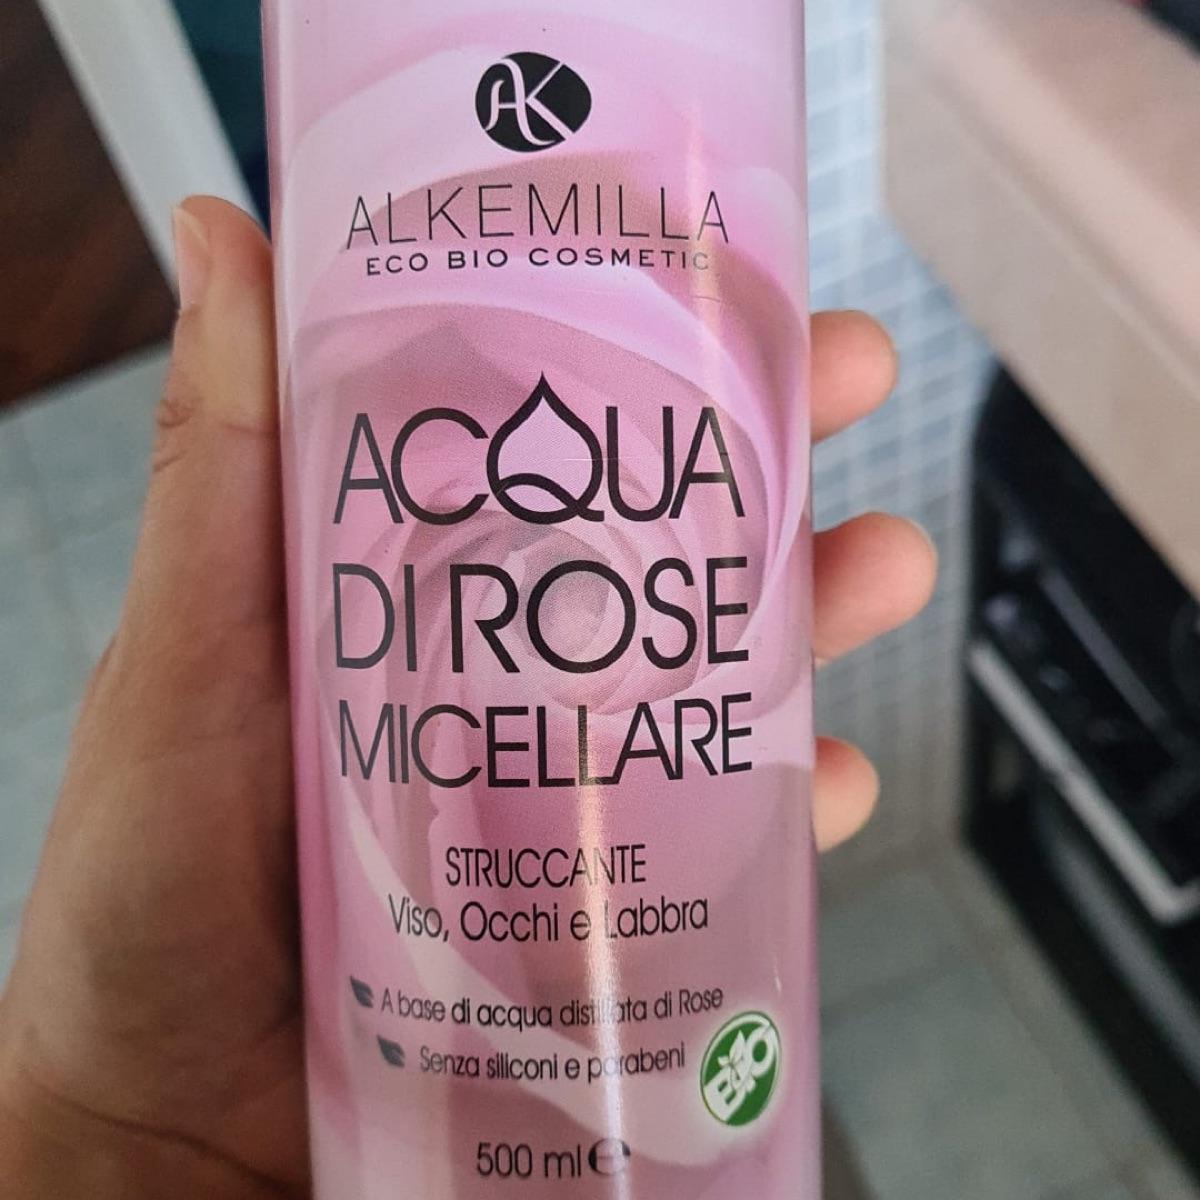 AK
ALKEMILLA
ECO BIO COSMETIC
ACQUA
DI ROSE
MICELLARE
STRUCCANTE
Viso, Occhi e Labbra
A base di acqua distillata di Rose
Senza siliconi e parabeni
BIO
500 ml e